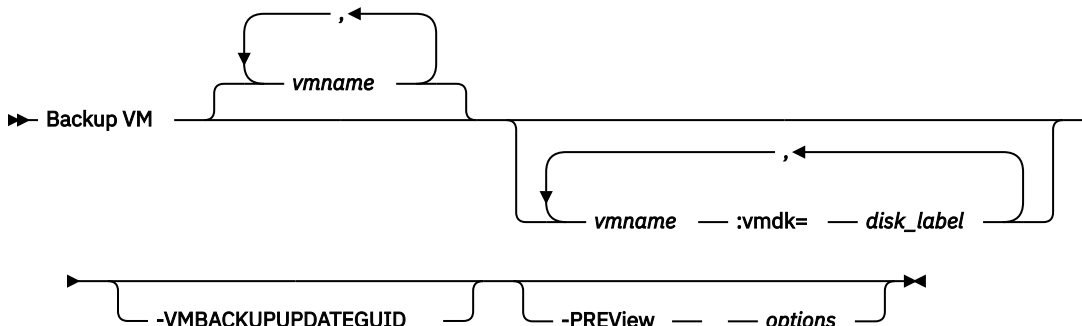 ,
vmname
Backup VM
,
vmname :vmdk= disk_label
-VMBACKUPUPDATEGUID -PREView options